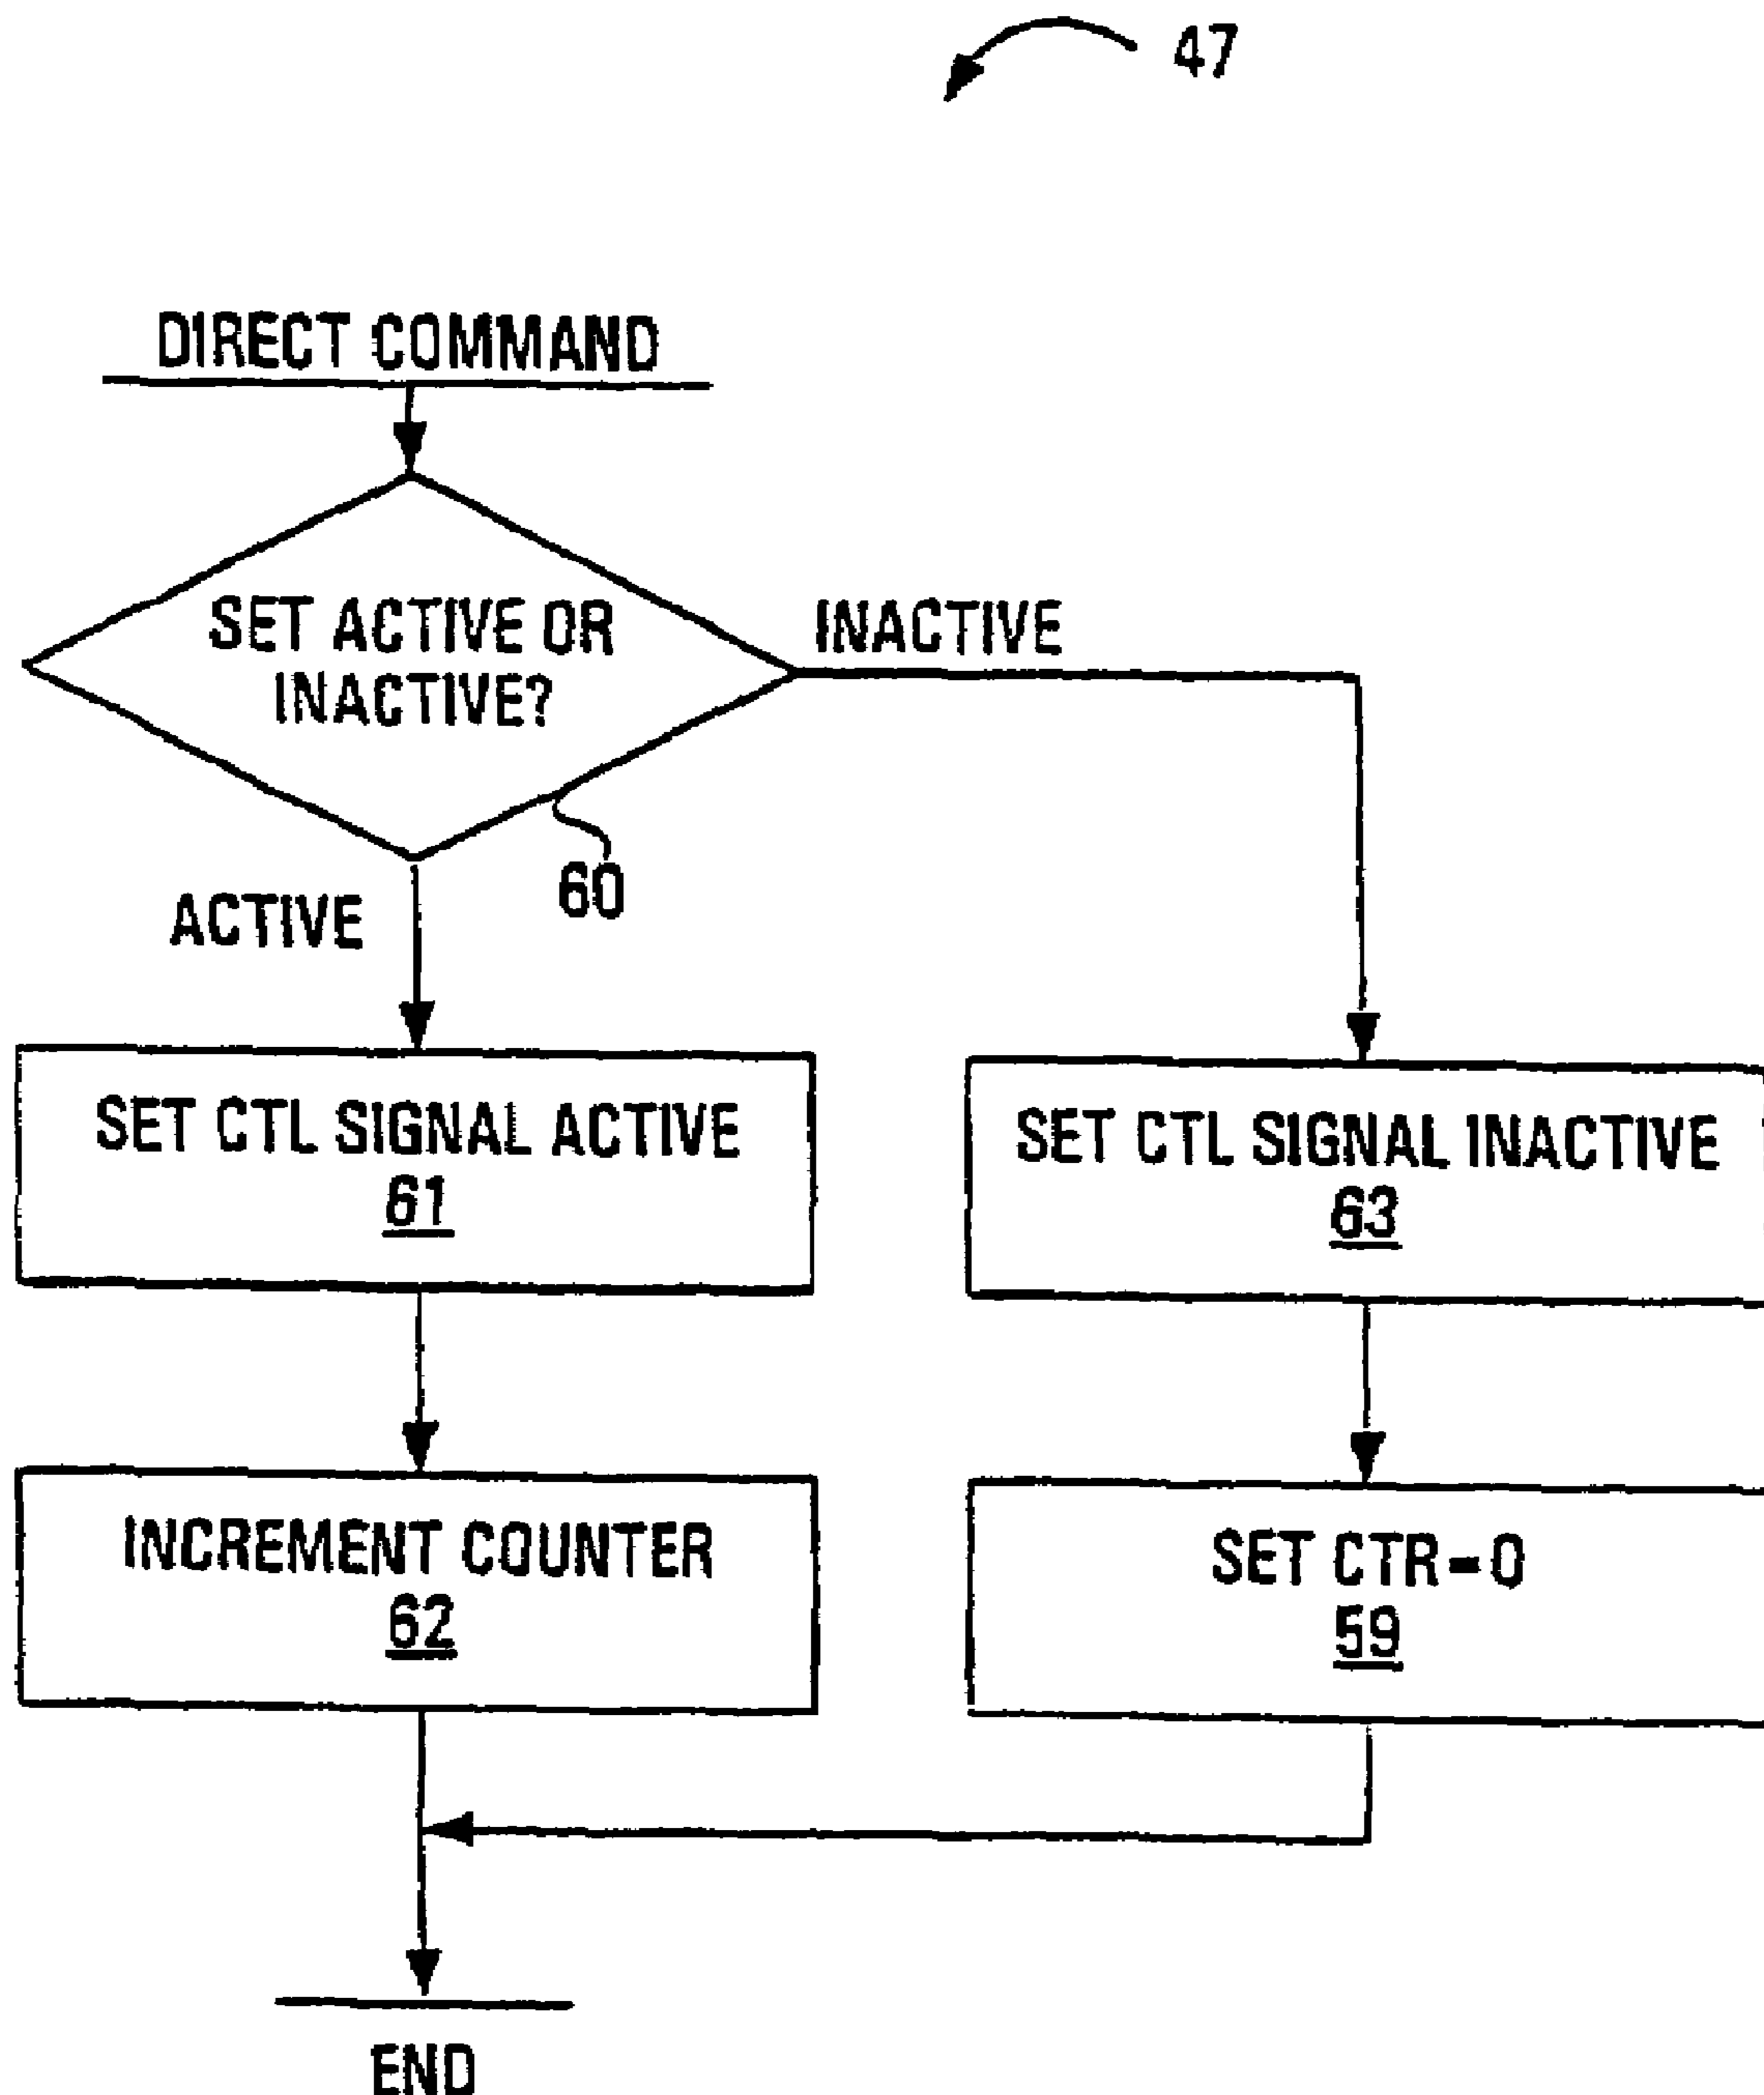 47
DIRECT COMMAND
SET ACTIVE OR
INACTIVE?
INACTIVE
60
ACTIVE
SET CTL SIGNAL ACTIVE
61
SET CTL SIGNAL INACTIVE
63
INCREMENT COUNTER
62
SET CTR=0
59
END